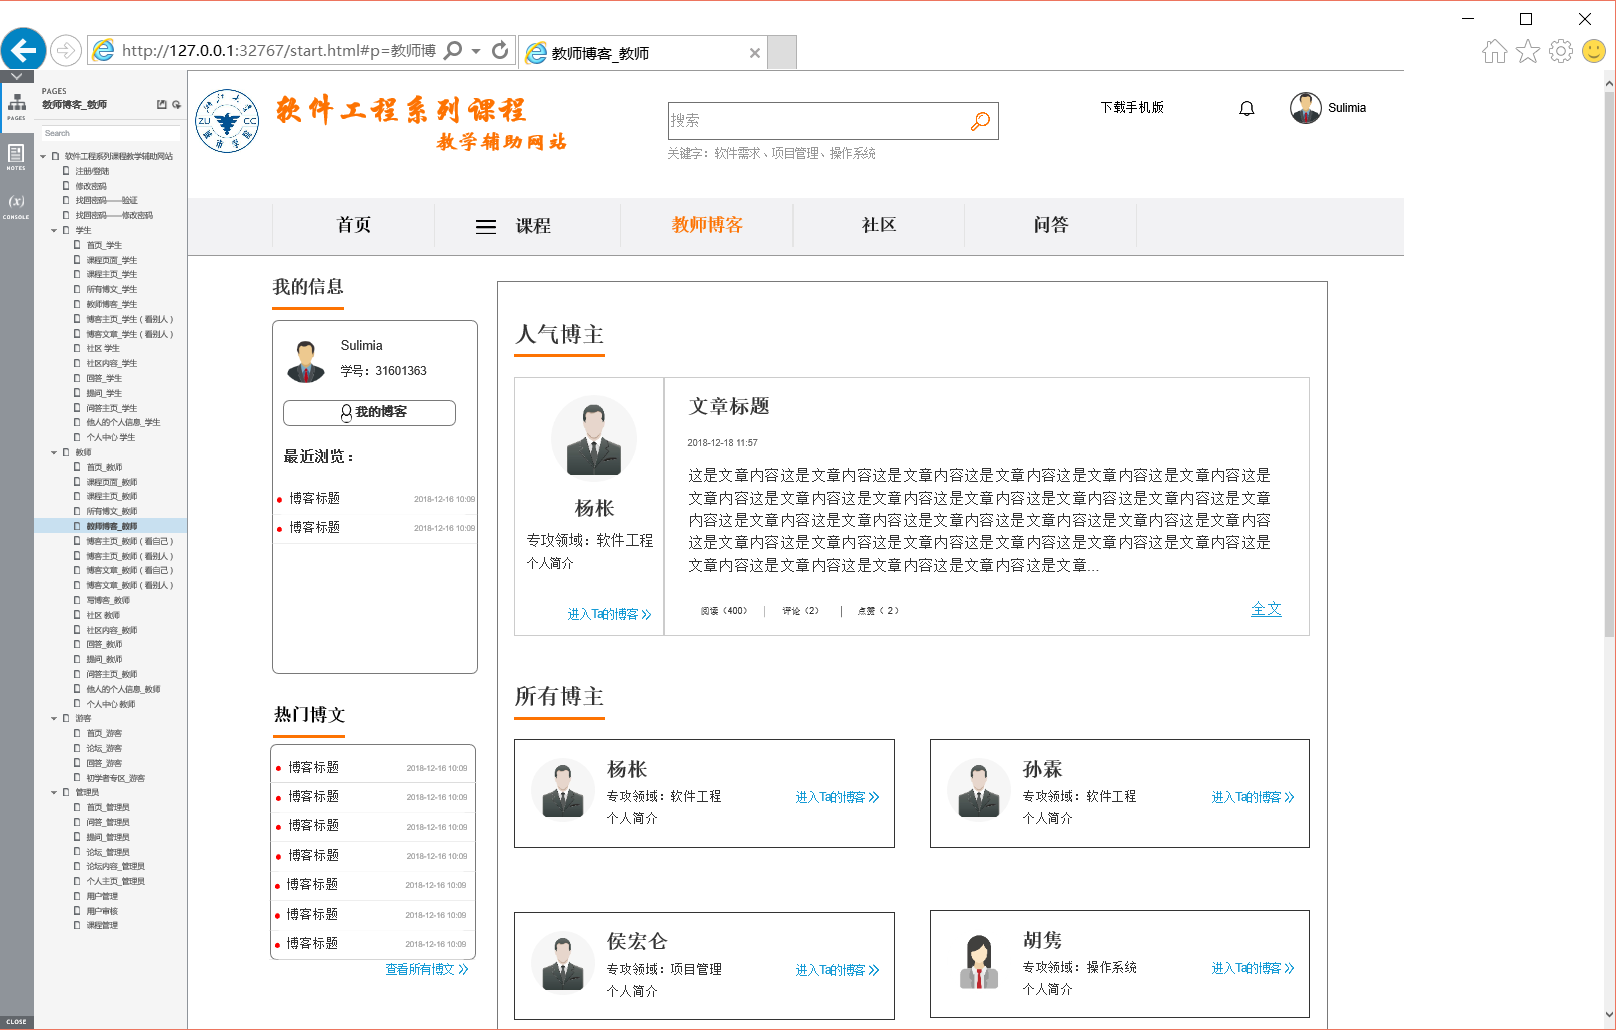 http://127.0.0.1:32767/start.html#p=教师博
教师博客_教师
PAGES
教师博客_教师
Search
PAGES
NOTES
(x)
CONSOLE
CLOSE
软件工程系列课程教学辅助网站
注册/登陆
修改密码
找回密码——验证
找回密码——修改密码
学生
首页_学生
课程页面_学生
课程主页_学生
所有博文_学生
教师博客_学生
博客主页_学生（看别人）
博客文章_学生（看别人）
社区 学生
社区内容_学生
回答_学生
提问_学生
问答主页_学生
他人的个人信息_学生
个人中心 学生
教师
首页_教师
课程页面_教师
课程主页_教师
所有博文_教师
教师博客_教师
博客主页_教师（看自己）
博客主页_教师（看别人）
博客文章_教师（看自己）
博客文章_教师（看别人）
写博客_教师
社区 教师
社区内容_教师
回答_教师
提问_教师
问答主页_教师
他人的个人信息_教师
个人中心 教师
游客
首页_游客
论坛_游客
回答_游客
初学者专区_游客
管理员
首页_管理员
问答_管理员
提问_管理员
论坛_管理员
论坛内容_管理员
个人主页_管理员
用户管理
用户审核
课程管理
ZU CC
软件工程系列课程
教学辅助网站
搜索
关键字：软件需求、项目管理、操作系统
下载手机版
Sulimia
首页
课程
教师博客
社区
问答
我的信息
Sulimia
学号：31601363
我的博客
最近浏览：
博客标题 2018-12-16 10:09
博客标题 2018-12-16 10:09
热门博文
博客标题 2018-12-16 10:09
博客标题 2018-12-16 10:09
博客标题 2018-12-16 10:09
博客标题 2018-12-16 10:09
博客标题 2018-12-16 10:09
博客标题 2018-12-16 10:09
博客标题 2018-12-16 10:09
查看所有博文
人气博主
杨枨
专攻领域：软件工程
个人简介
进入Ta的博客
文章标题
2018-12-18 11:57
这是文章内容这是文章内容这是文章内容这是文章内容这是文章内容这是文章内容这是
文章内容这是文章内容这是文章内容这是文章内容这是文章内容这是文章内容这是文章
内容这是文章内容这是文章内容这是文章内容这是文章内容这是文章内容这是文章内容
这是文章内容这是文章内容这是文章内容这是文章内容这是文章内容这是文章内容这是
文章内容这是文章内容这是文章内容这是文章内容这是文章...
阅读（400） | 评论（2） | 点赞（ 2 ）
全文
所有博主
杨枨
专攻领域：软件工程
个人简介
进入Ta的博客
孙霖
专攻领域：软件工程
个人简介
进入Ta的博客
侯宏仑
专攻领域：项目管理
个人简介
进入Ta的博客
胡隽
专攻领域：操作系统
个人简介
进入Ta的博客